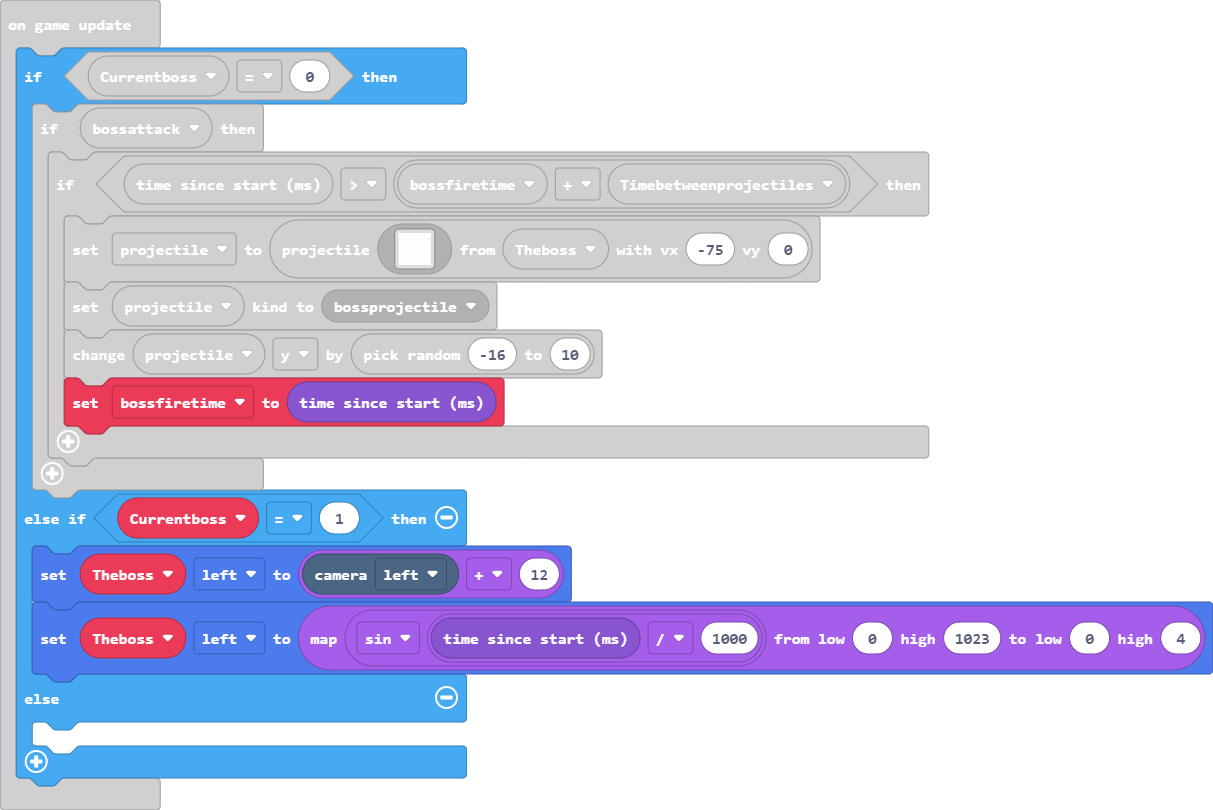 on game update
if Currentboss = 0 then
if bossattack then
if time since start (ms) > bossfiretime + Timebetweenprojectiles then
set projectile to projectile from Theboss with vx -75 vy 0
set projectile kind to bossprojectile
change projectile y by pick random -16 to 10
set bossfiretime to time since start (ms)
else if Currentboss = 1 then
set Theboss left to camera left + 12
set Theboss left to map sin time since start (ms) / 1000 from low 0 high 1023 to low 0 high 4
else